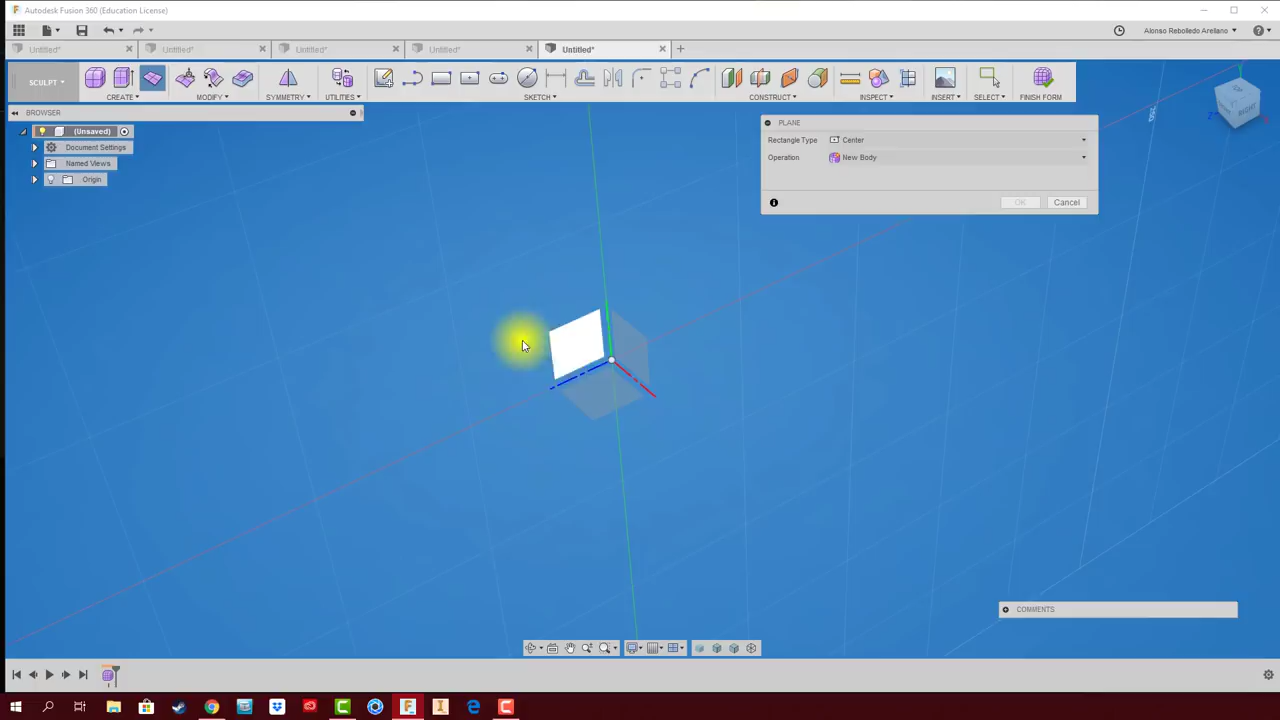 Autodesk Fusion 360 (Education License)
Alonso Rebolledo Arellano
Untitled*
Untitled*
Untitled*
Untitled*
Untitled*
SCULPT
CREATE
MODIFY
SYMMETRY
UTILITIES
SKETCH
CONSTRUCT
INSPECT
INSERT
SELECT
FINISH FORM
BROWSER
(Unsaved)
Document Settings
Named Views
Origin
PLANE
Rectangle Type Center
Operation New Body
OK Cancel
RIGHT
Z
COMMENTS